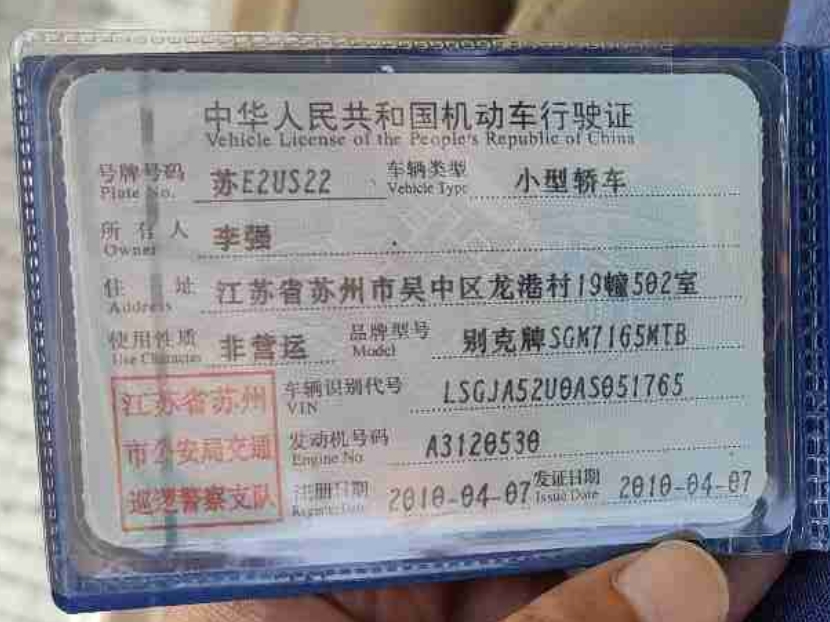 中华人民共和国机动车行驶证
Vehicle License of the People's Republic of China
号牌号码 苏E2US22 车辆类型 小型轿车
Plate No. Vehicle Type
所有人 李强
Owner
住址 江苏省苏州市吴中区龙港村19幢502室
Address
使用性质 非营运 品牌型号 别克牌SGM7165MTB
Use Character Model
江苏省苏州 车辆识别代号 LSGJA52U0AS051765
VIN
市公安局交通 发动机号码 A3120530
Engine No.
巡逻警察支队 注册日期 2010-04-07 发证日期 2010-04-07
Register Date Issue Date